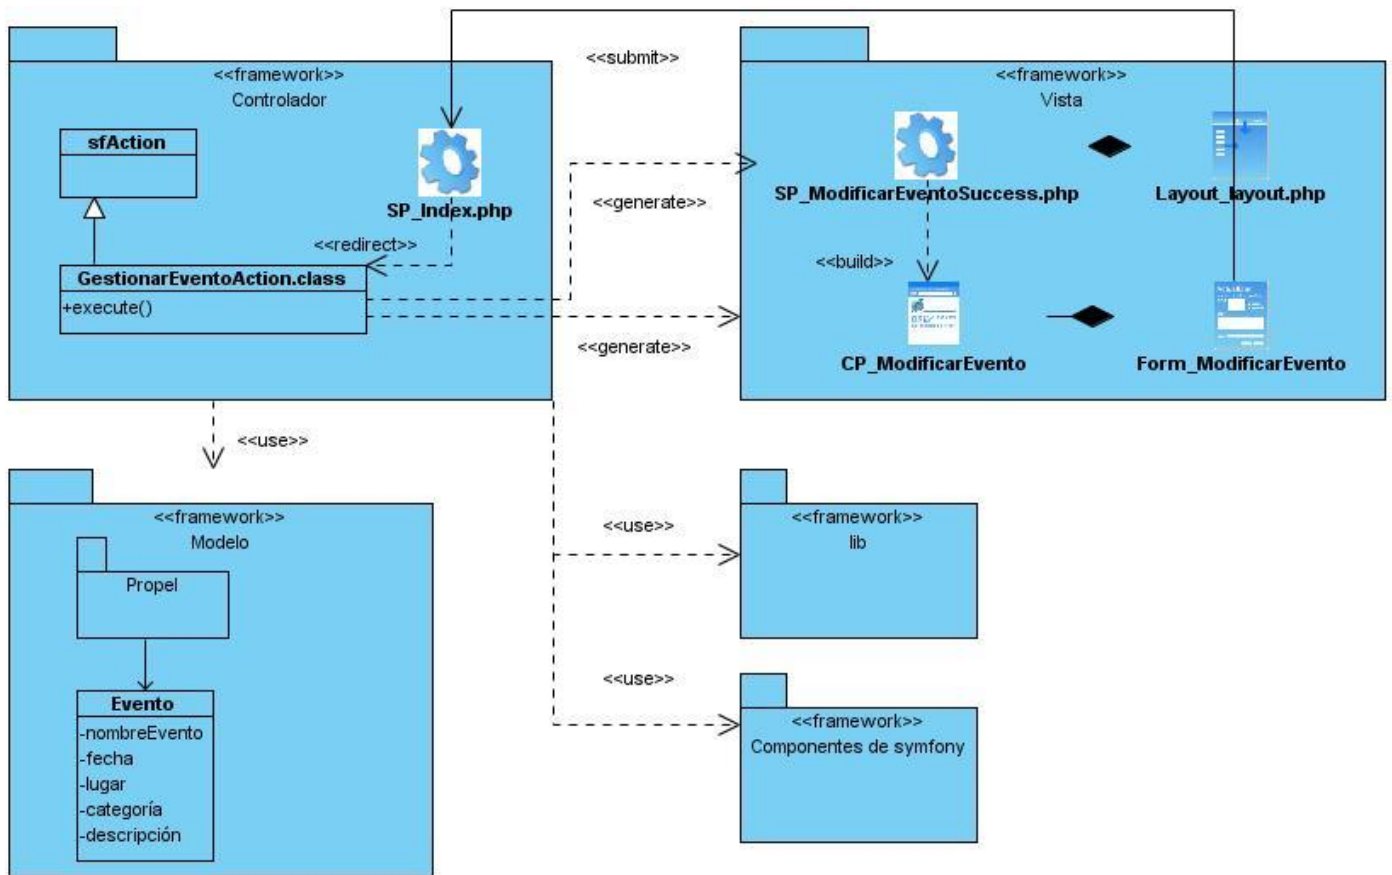 <<submit>>
<<framework>>
Controlador
sfAction
SP_Index.php
<<redirect>>
GestionarEventoAction.class
+execute()
<<generate>>
<<generate>>
<<framework>>
Vista
SP_ModificarEventoSuccess.php
Layout_layout.php
<<build>>
CP_ModificarEvento
Form_ModificarEvento
<<use>>
<<framework>>
Modelo
Propel
Evento
-nombreEvento
-fecha
-lugar
-categoría
-descripción
<<use>>
<<framework>>
lib
<<use>>
<<framework>>
Componentes de symfony